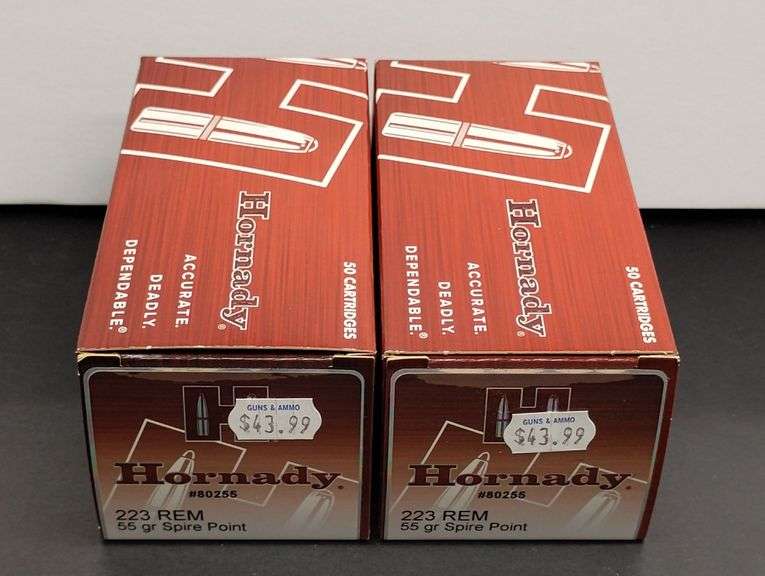 Hornady®
ACCURATE.
DEADLY.
DEPENDABLE.®
50 CARTRIDGES
Hornady®
ACCURATE.
DEADLY.
DEPENDABLE.®
50 CARTRIDGES
GUNS & AMMO
$43.99
Hornady.
#80255
223 REM
55 gr Spire Point
GUNS & AMMO
$43.99
Hornady.
#80255
223 REM
55 gr Spire Point